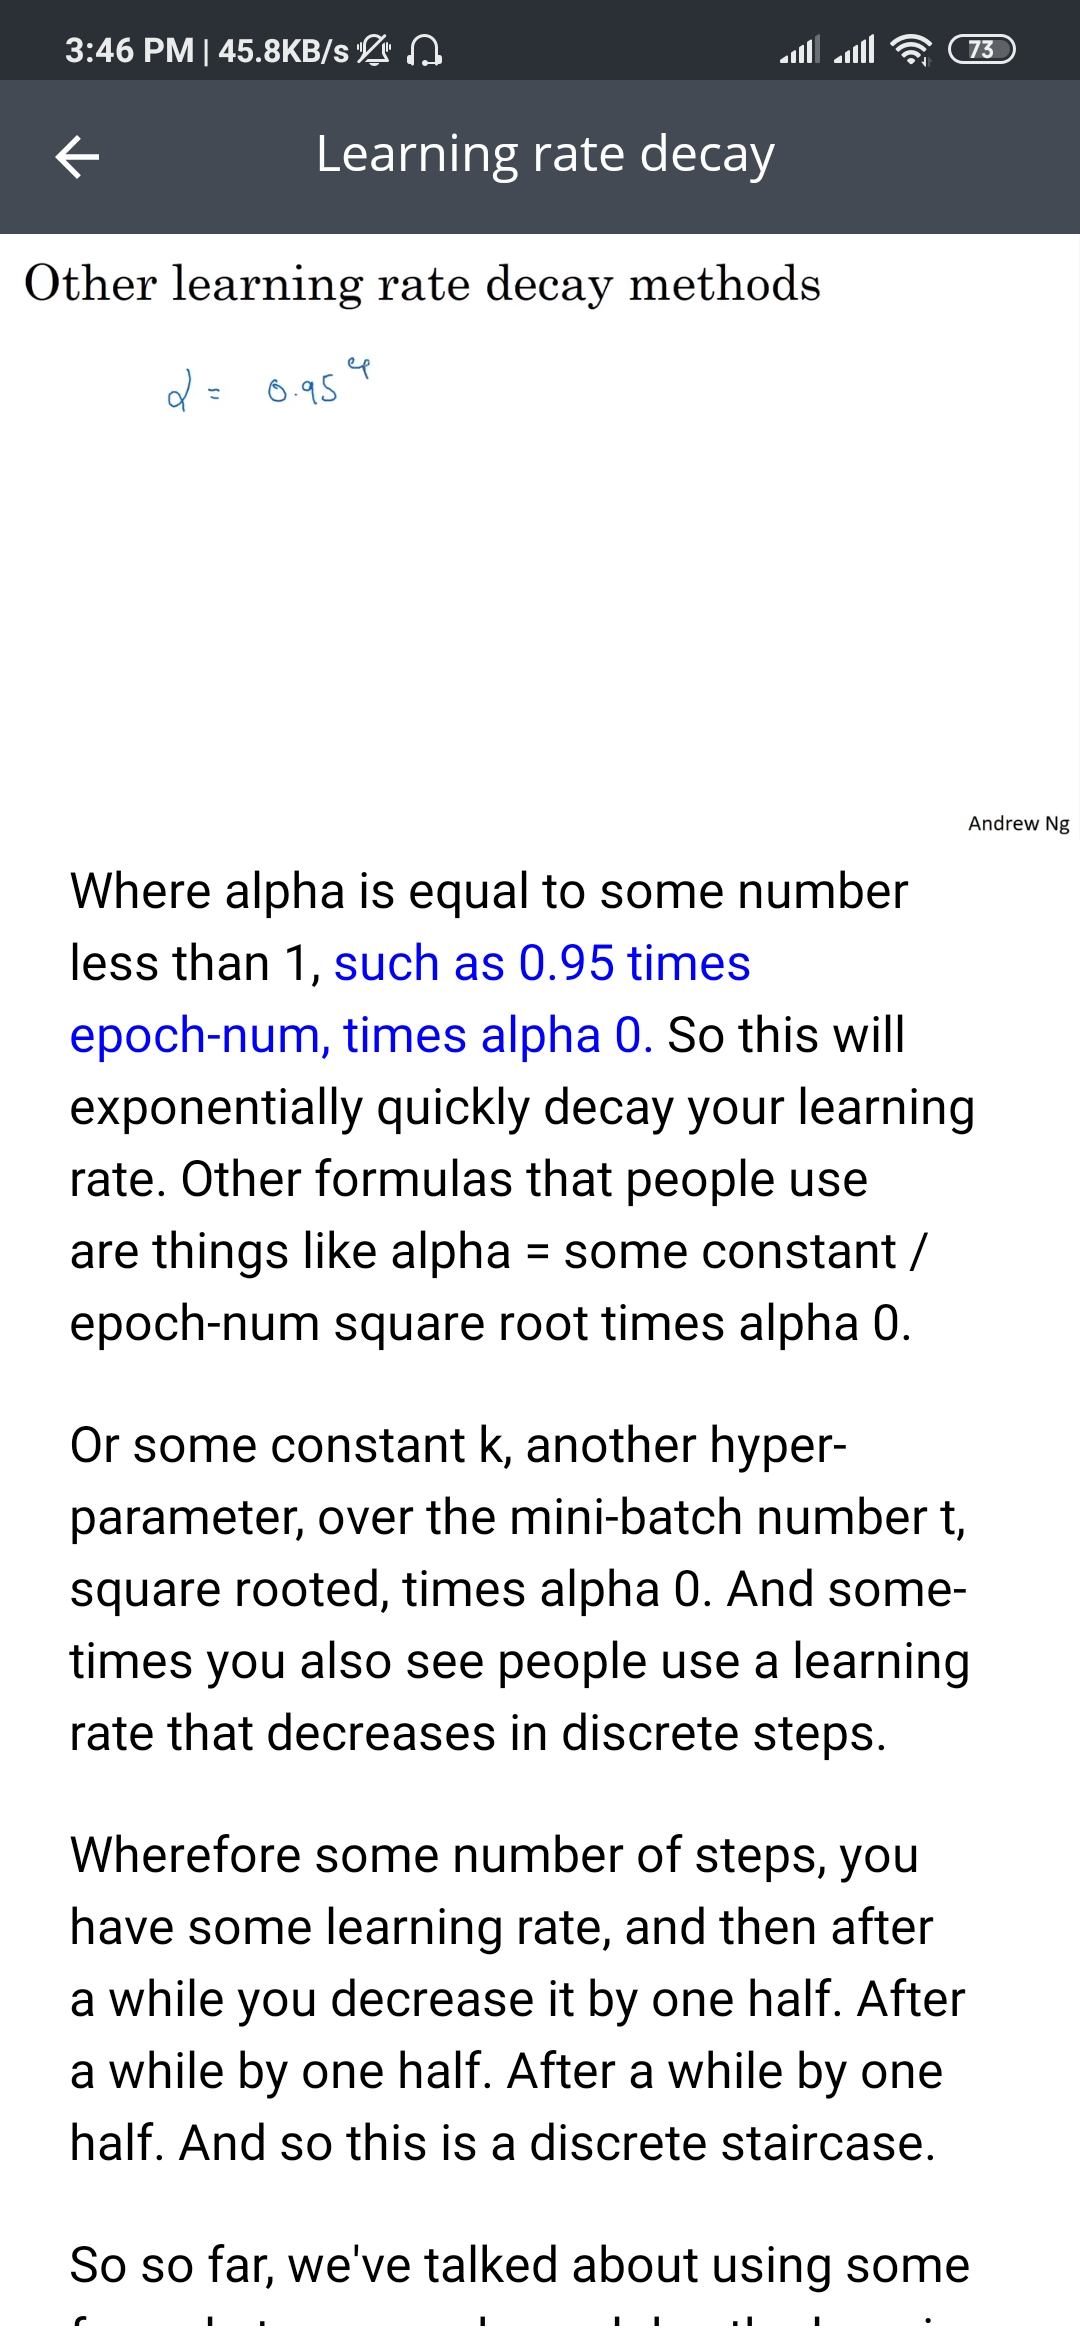 3:46 PM | 45.8KB/s
73
Learning rate decay
Other learning rate decay methods
α = 0.95
Andrew Ng
Where alpha is equal to some number
less than 1, such as 0.95 times
epoch-num, times alpha 0. So this will
exponentially quickly decay your learning
rate. Other formulas that people use
are things like alpha = some constant /
epoch-num square root times alpha 0.
Or some constant k, another hyper-
parameter, over the mini-batch number t,
square rooted, times alpha 0. And some-
times you also see people use a learning
rate that decreases in discrete steps.
Wherefore some number of steps, you
have some learning rate, and then after
a while you decrease it by one half. After
a while by one half. After a while by one
half. And so this is a discrete staircase.
So so far, we've talked about using some